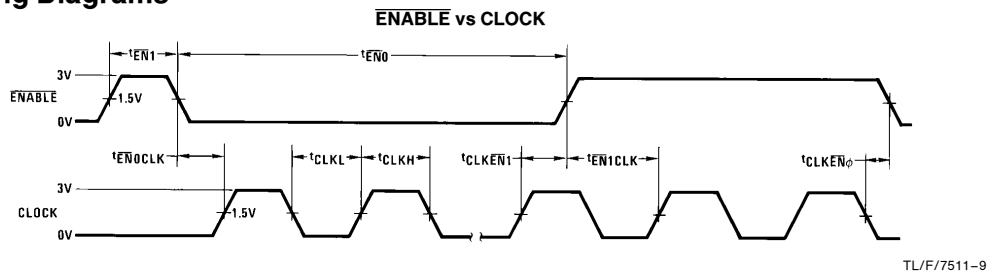 ng Diagrams
ENABLE vs CLOCK
tEN1
tEN0
3V
ENABLE
1.5V
0V
tEN0CLK
tCLKL
tCLKH
tCLKEN1
tEN1CLK
tCLKENϕ
3V
CLOCK
1.5V
0V
TL/F/7511–9